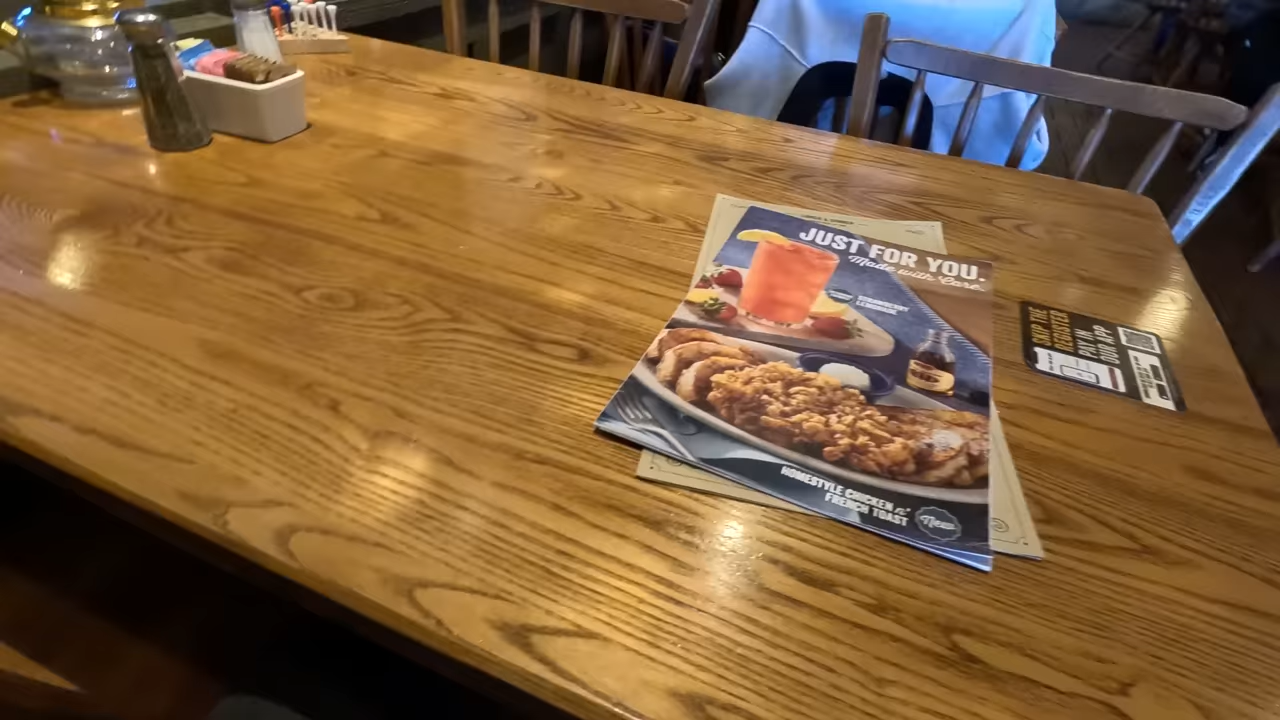 JUST FOR YOU.
Made with Care.
STRAWBERRY
LEMONADE
HOMESTYLE CHICKEN n'
FRENCH TOAST
New
SKIP THE
REGISTER
PAY IN
OUR APP